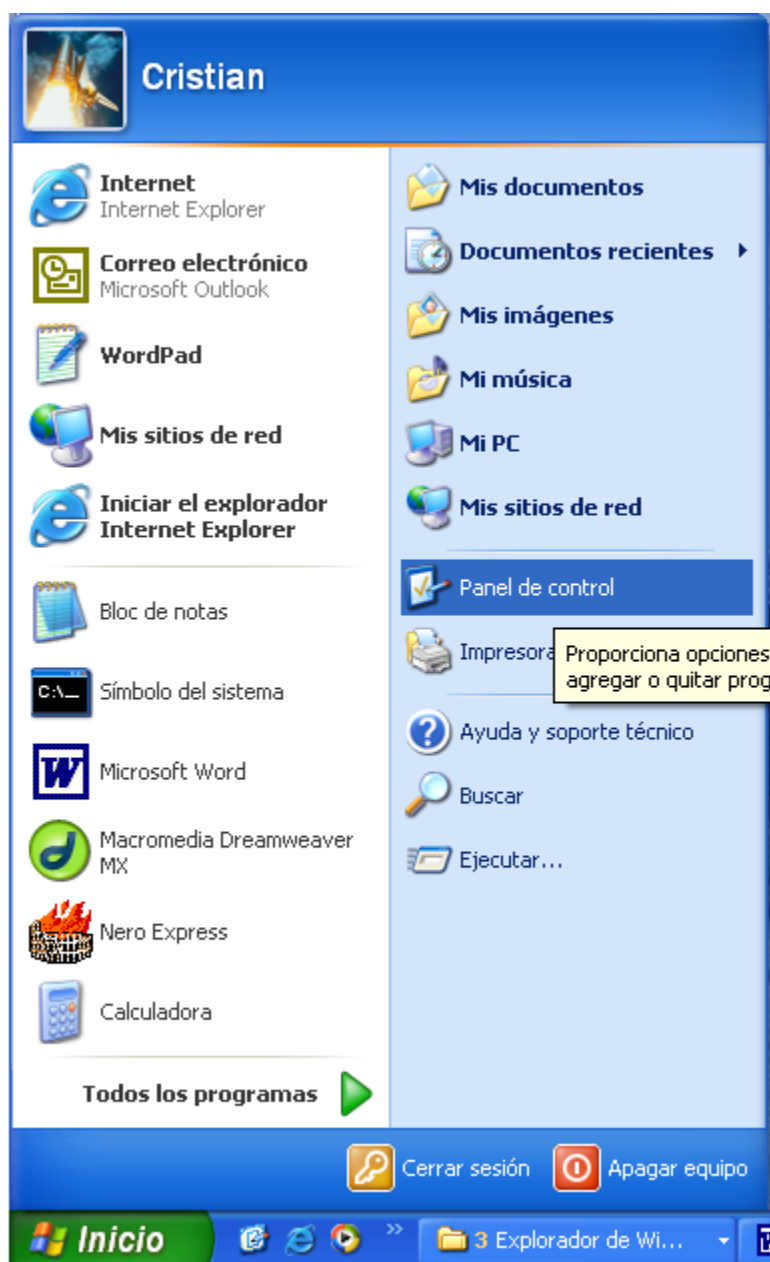 Cristian
Internet
Internet Explorer
Correo electrónico
Microsoft Outlook
WordPad
Mis sitios de red
Iniciar el explorador
Internet Explorer
Bloc de notas
C:\_
Símbolo del sistema
W
Microsoft Word
Macromedia Dreamweaver
MX
Nero Express
Calculadora
Todos los programas
Mis documentos
Documentos recientes
Mis imágenes
Mi música
Mi PC
Mis sitios de red
Panel de control
Impresora
Proporciona opciones
agregar o quitar prog
Ayuda y soporte técnico
Buscar
Ejecutar...
Cerrar sesión
Apagar equipo
Inicio
3 Explorador de Wi...